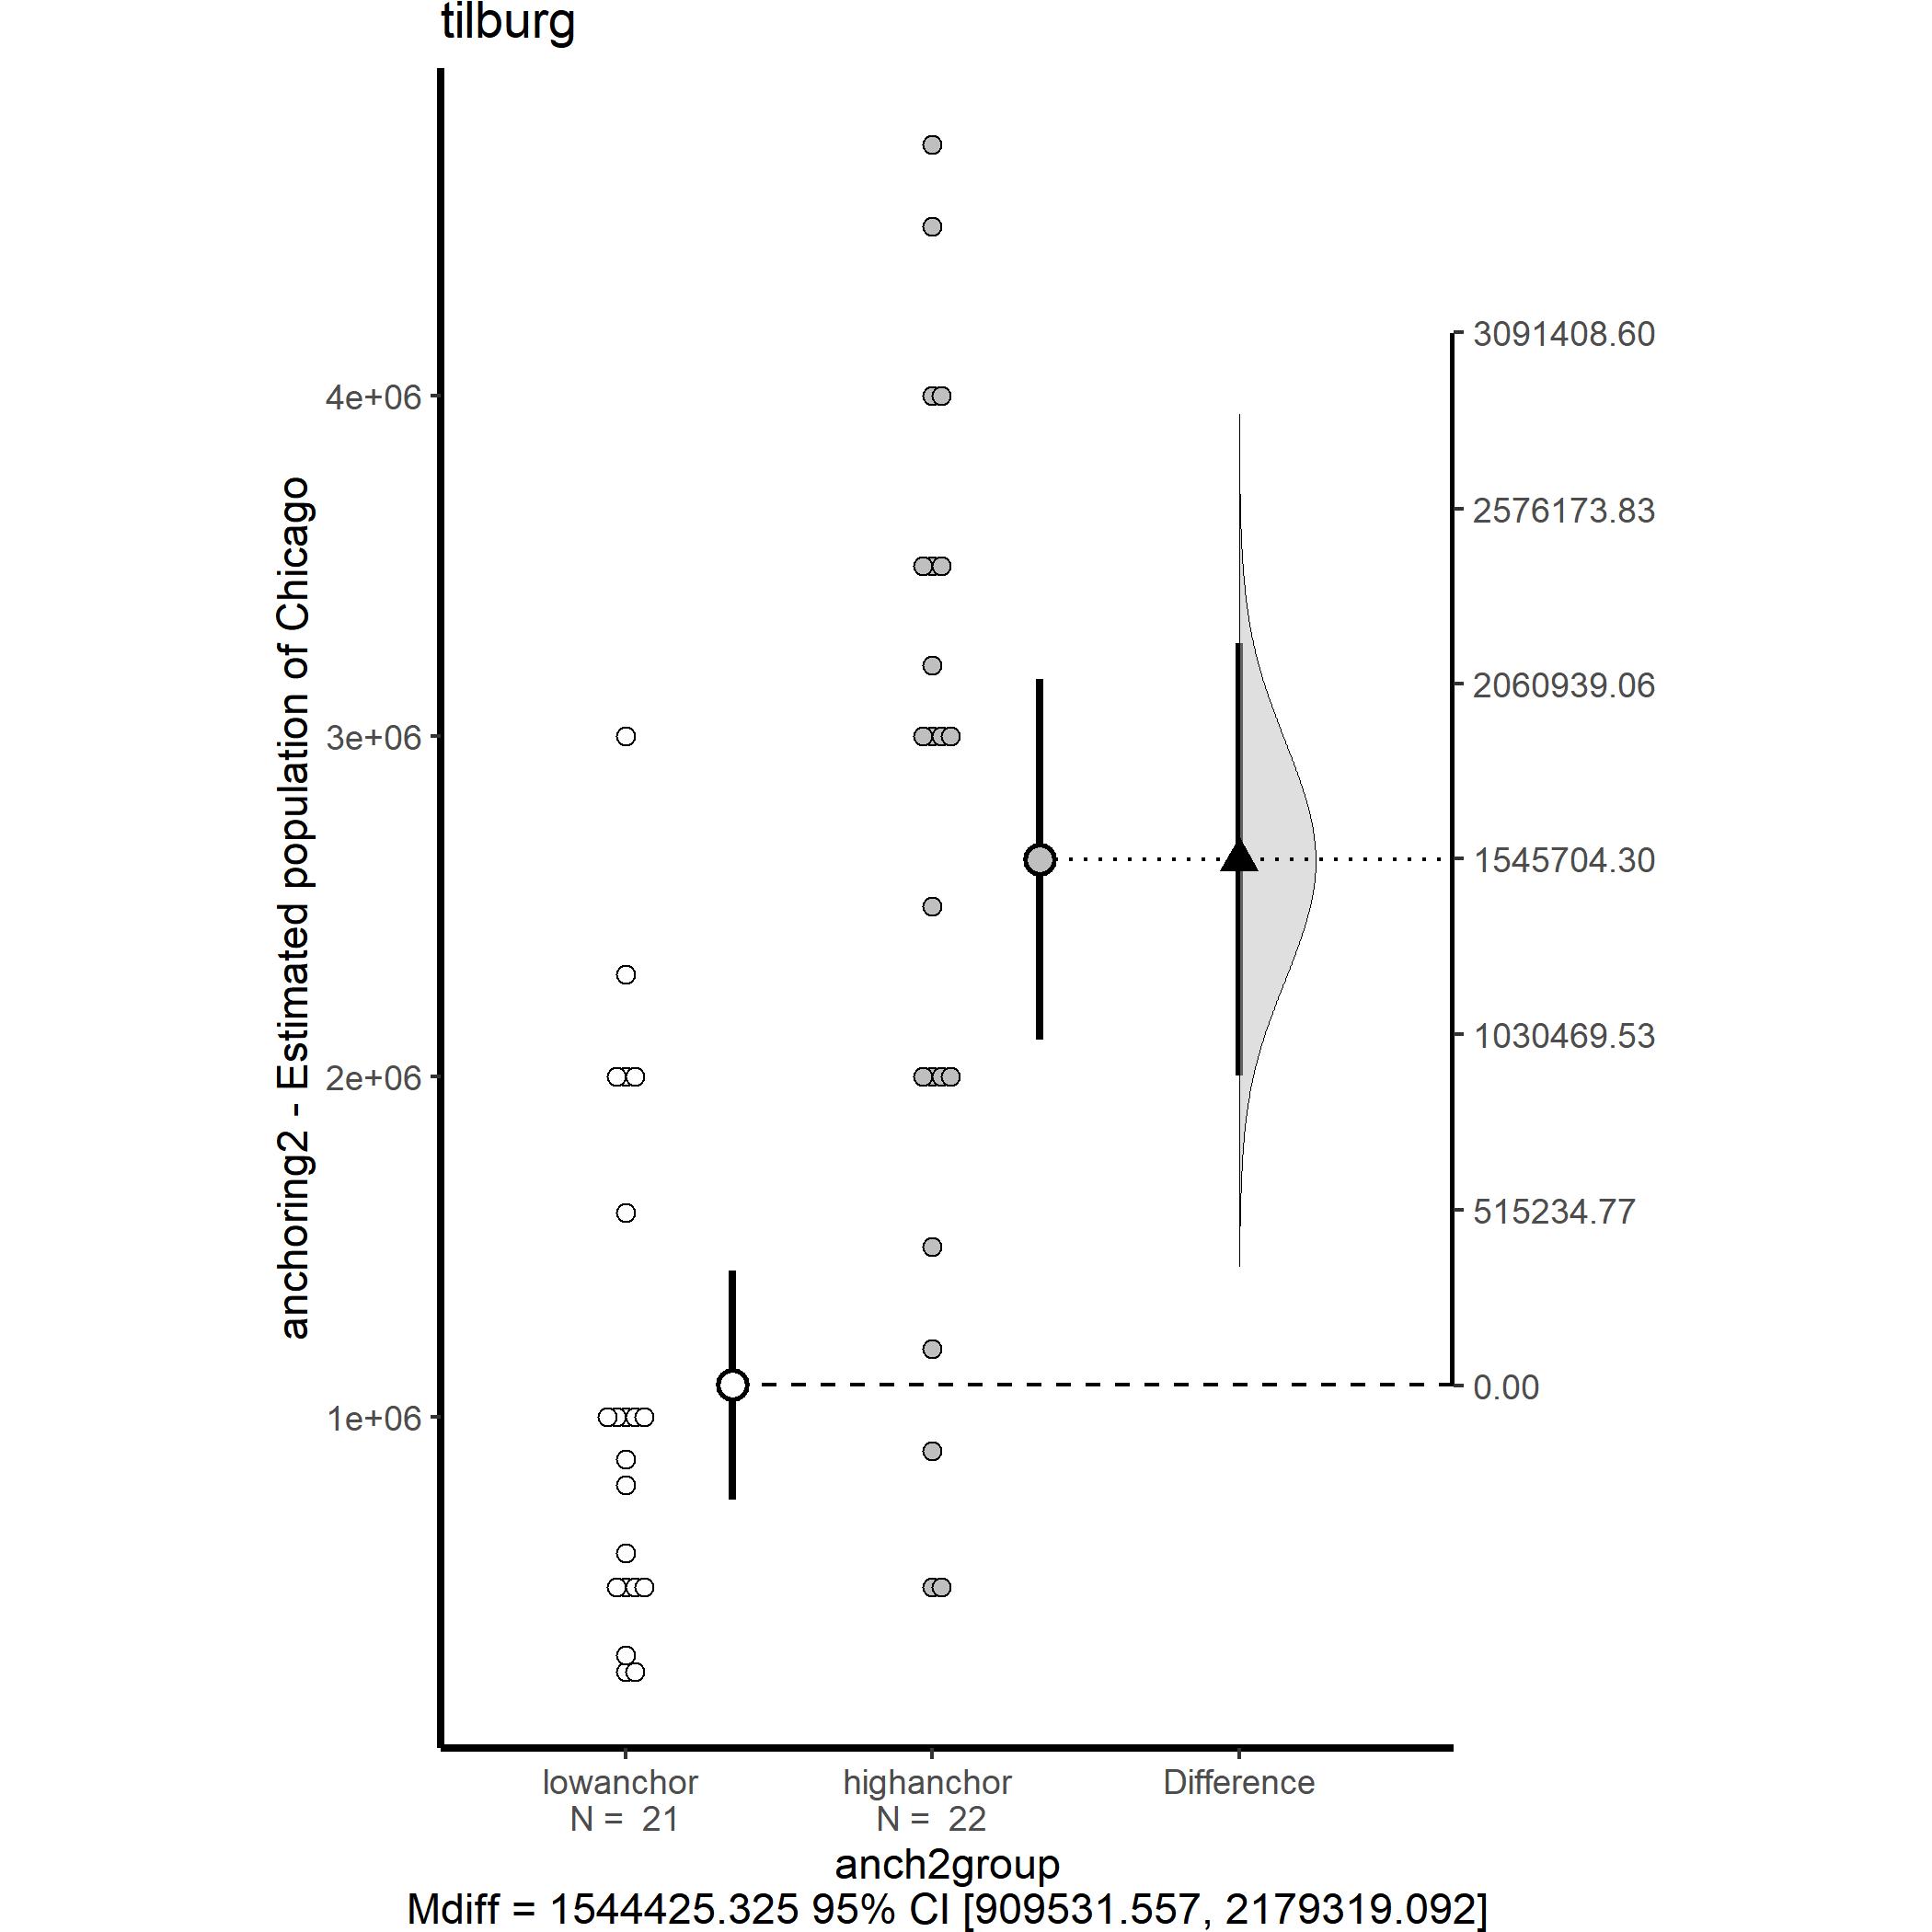 tilburg
anchoring2 - Estimated population of Chicago
4e+06
3e+06
2e+06
1e+06
3091408.60
2576173.83
2060939.06
1545704.30
1030469.53
515234.77
0.00
lowanchor
N =  21
highanchor
N =  22
Difference
anch2group
Mdiff = 1544425.325 95% CI [909531.557, 2179319.092]